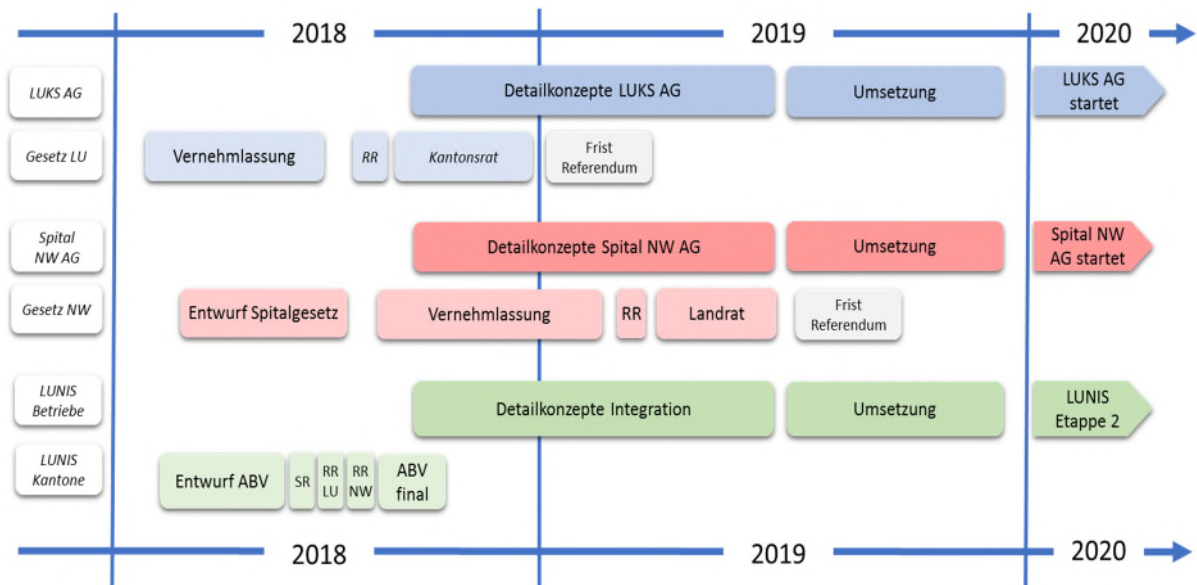 2018 2019 2020
LUKS AG
Detailkonzepte LUKS AG
Umsetzung
LUKS AG
startet
Gesetz LU
Vernehmlassung
RR
Kantonsrat
Frist
Referendum
Spital
NW AG
Detailkonzepte Spital NW AG
Umsetzung
Spital NW
AG startet
Gesetz NW
Entwurf Spitalgesetz
Vernehmlassung
RR
Landrat
Frist
Referendum
LUNIS
Betriebe
Detailkonzepte Integration
Umsetzung
LUNIS
Etappe 2
LUNIS
Kantone
Entwurf ABV
SR
RR
LU
RR
NW
ABV
final
2018 2019 2020